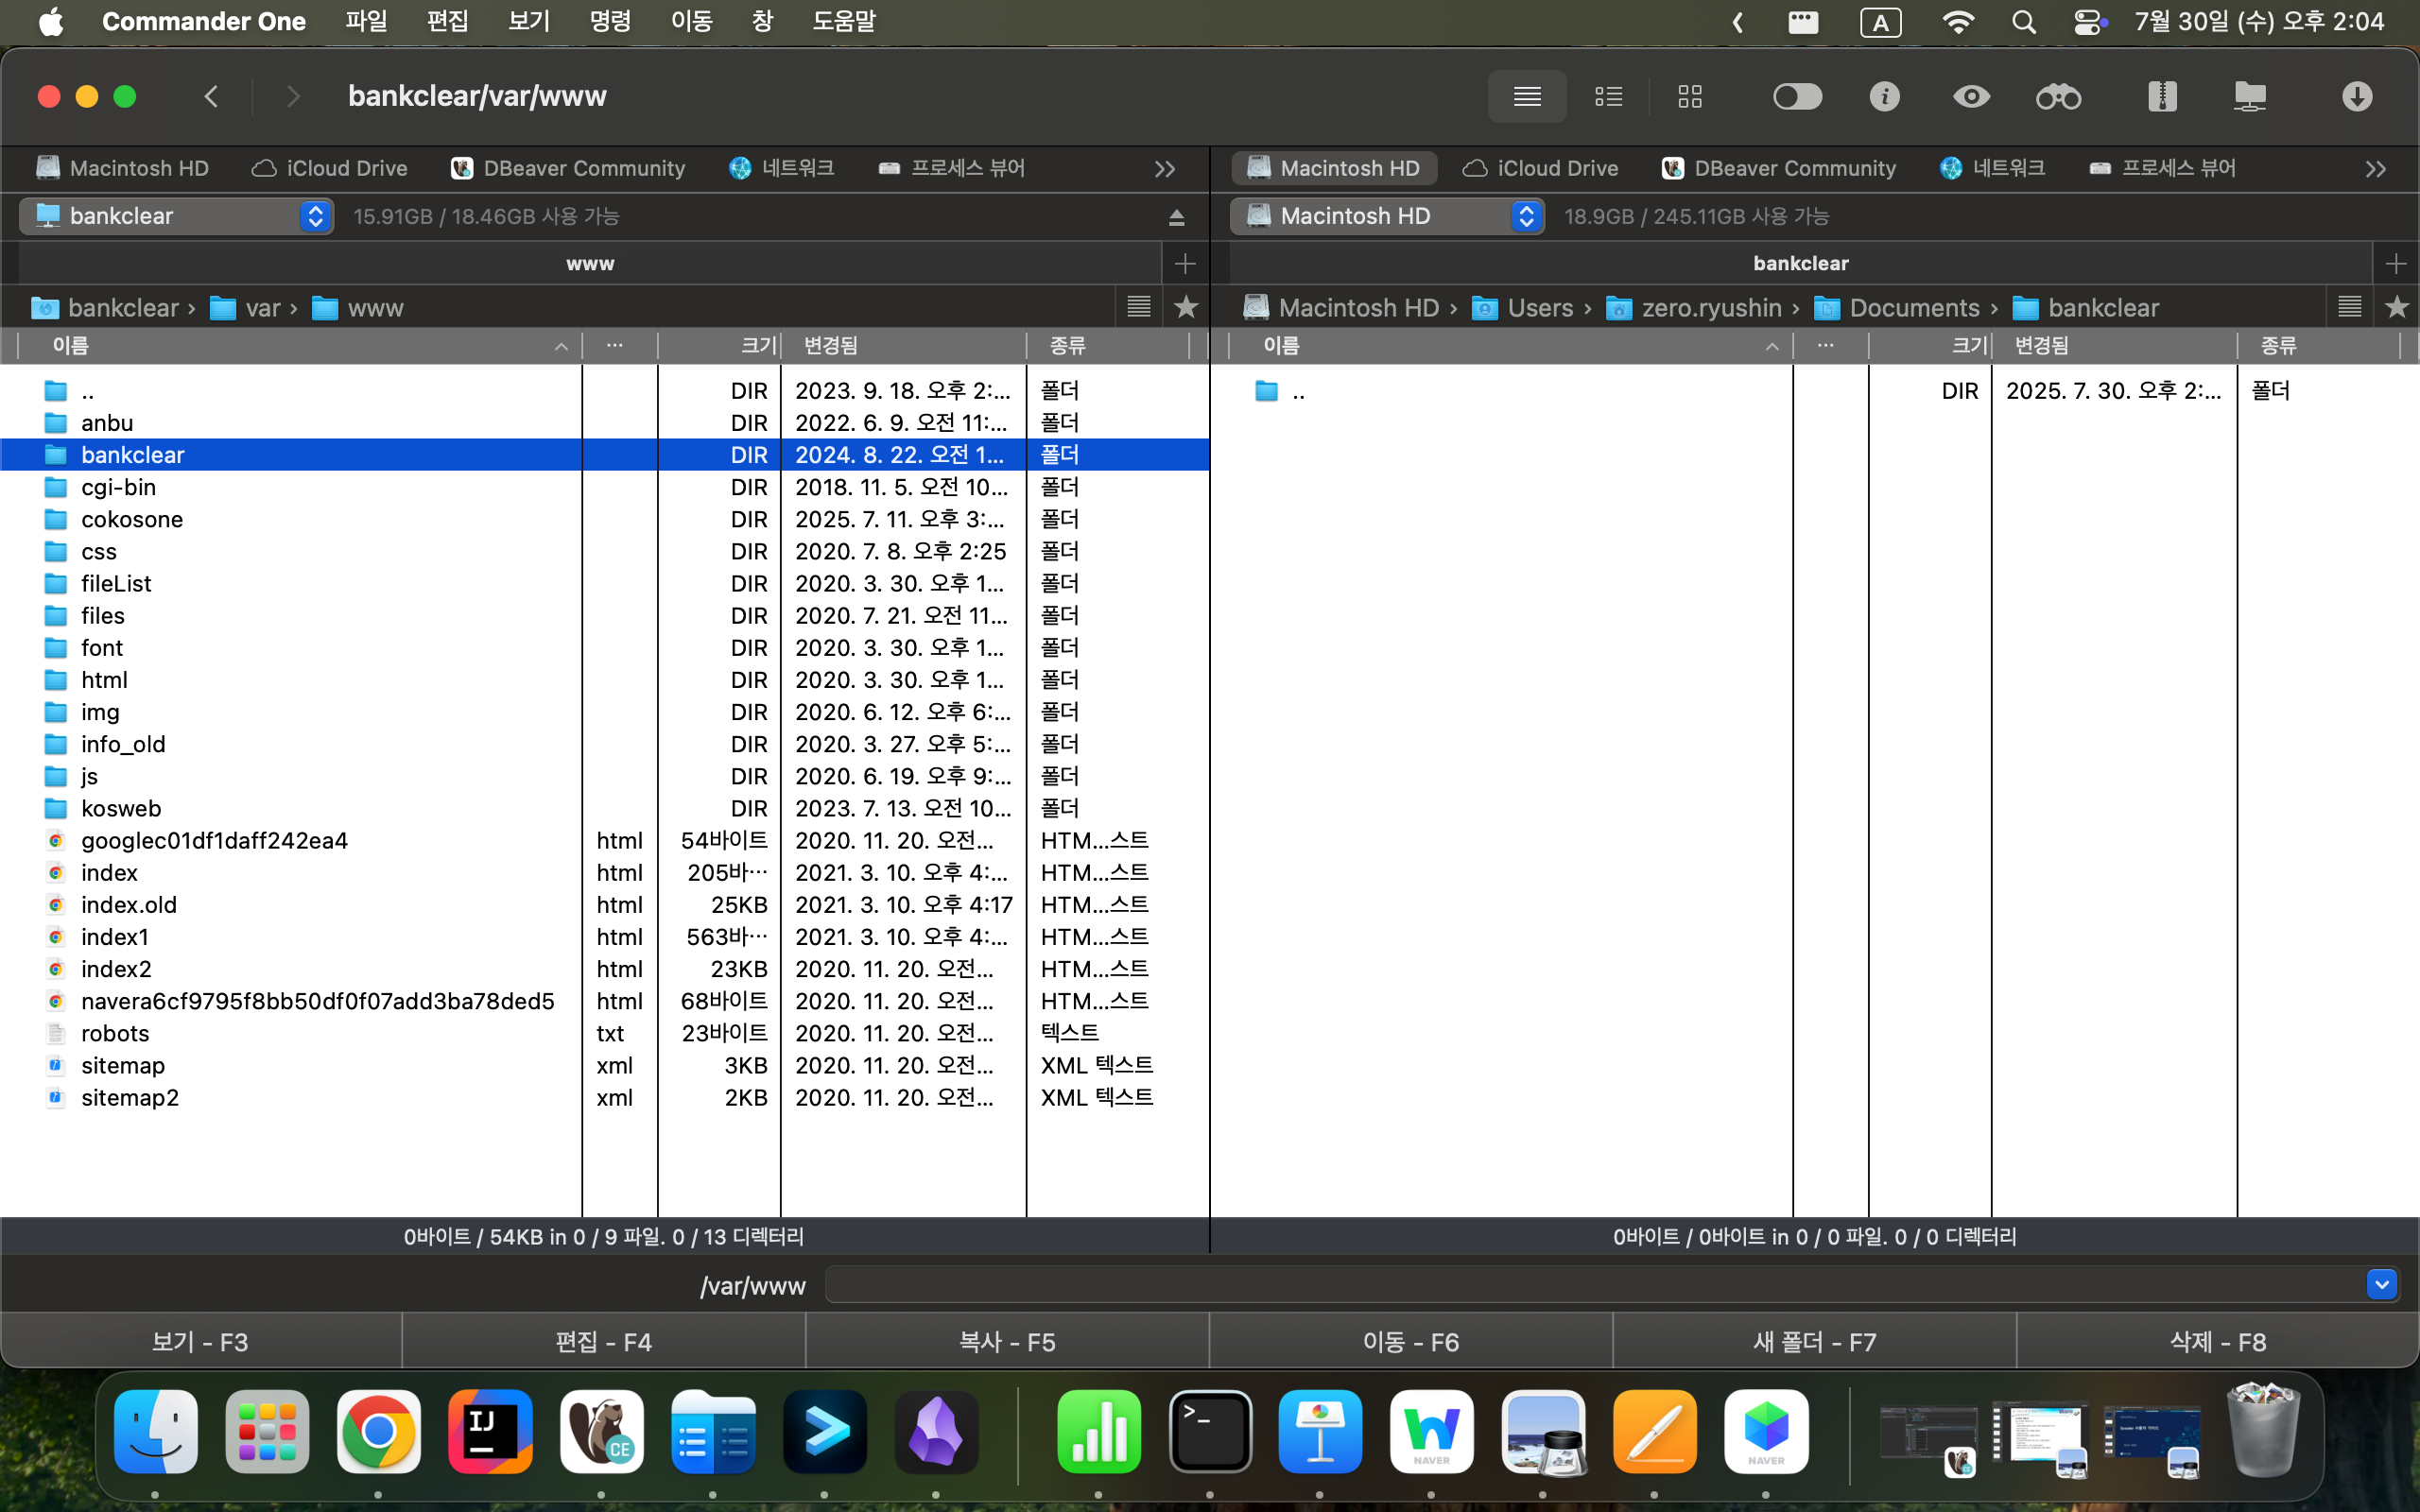 Commander One 파일 편집 보기 명령 이동 창 도움말 A 7월 30일 (수) 오후 2:04
bankclear/var/www
Macintosh HD iCloud Drive DBeaver Community 네트워크 프로세스 뷰어 Macintosh HD iCloud Drive DBeaver Community 네트워크 프로세스 뷰어
bankclear 15.91GB / 18.46GB 사용 가능 Macintosh HD 18.9GB / 245.11GB 사용 가능
www bankclear
bankclear › var › www Macintosh HD › Users › zero.ryushin › Documents › bankclear
이름 ... 크기 변경됨 종류 이름 ... 크기 변경됨 종류
.. DIR 2023. 9. 18. 오후 2:... 폴더 .. DIR 2025. 7. 30. 오후 2:... 폴더
anbu DIR 2022. 6. 9. 오전 11:... 폴더
bankclear DIR 2024. 8. 22. 오전 1... 폴더
cgi-bin DIR 2018. 11. 5. 오전 10... 폴더
cokosone DIR 2025. 7. 11. 오후 3:... 폴더
css DIR 2020. 7. 8. 오후 2:25 폴더
fileList DIR 2020. 3. 30. 오후 1... 폴더
files DIR 2020. 7. 21. 오전 11... 폴더
font DIR 2020. 3. 30. 오후 1... 폴더
html DIR 2020. 3. 30. 오후 1... 폴더
img DIR 2020. 6. 12. 오후 6:... 폴더
info_old DIR 2020. 3. 27. 오후 5:... 폴더
js DIR 2020. 6. 19. 오후 9:... 폴더
kosweb DIR 2023. 7. 13. 오전 10... 폴더
googlec01df1daff242ea4 html 54바이트 2020. 11. 20. 오전... HTM...스트
index html 205바... 2021. 3. 10. 오후 4:... HTM...스트
index.old html 25KB 2021. 3. 10. 오후 4:17 HTM...스트
index1 html 563바... 2021. 3. 10. 오후 4:... HTM...스트
index2 html 23KB 2020. 11. 20. 오전... HTM...스트
navera6cf9795f8bb50df0f07add3ba78ded5 html 68바이트 2020. 11. 20. 오전... HTM...스트
robots txt 23바이트 2020. 11. 20. 오전... 텍스트
sitemap xml 3KB 2020. 11. 20. 오전... XML 텍스트
sitemap2 xml 2KB 2020. 11. 20. 오전... XML 텍스트
0바이트 / 54KB in 0 / 9 파일. 0 / 13 디렉터리 0바이트 / 0바이트 in 0 / 0 파일. 0 / 0 디렉터리
/var/www
보기 - F3 편집 - F4 복사 - F5 이동 - F6 새 폴더 - F7 삭제 - F8
IJ CE >_ NAVER NAVER